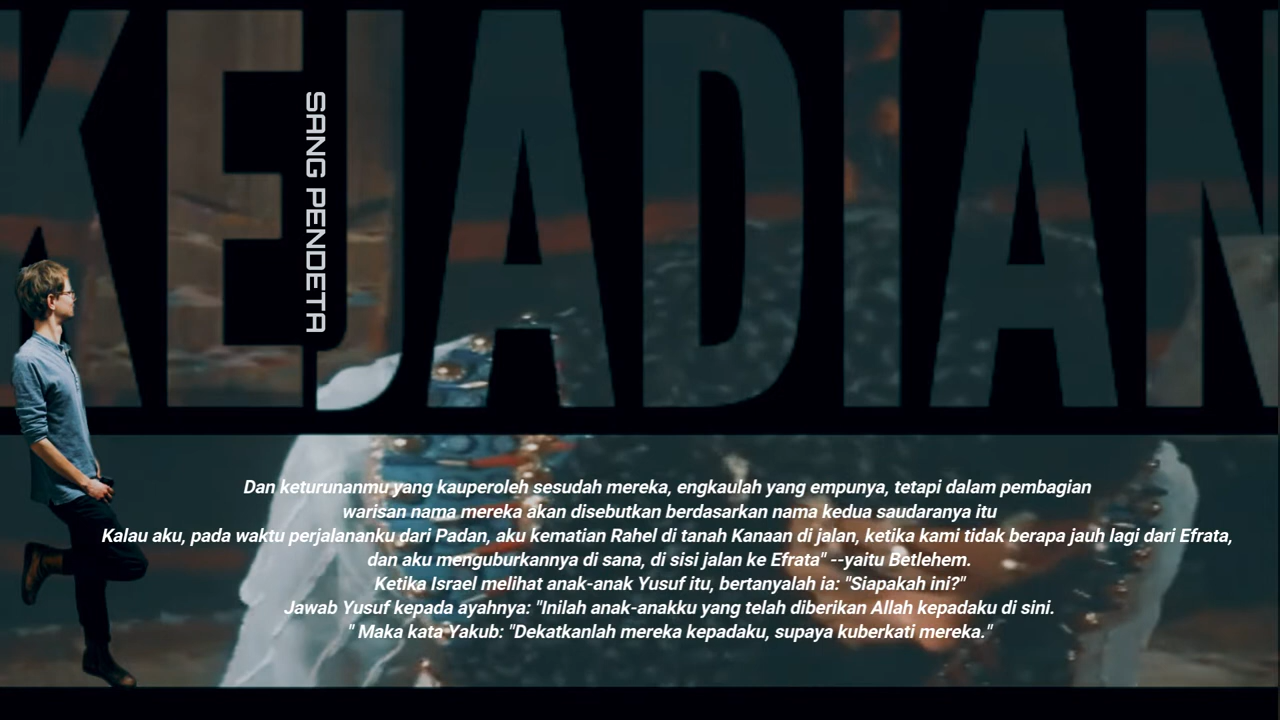 KEJADIAN
SANG PENDETA
Dan keturunanmu yang kauperoleh sesudah mereka, engkaulah yang empunya, tetapi dalam pembagian
warisan nama mereka akan disebutkan berdasarkan nama kedua saudaranya itu
Kalau aku, pada waktu perjalananku dari Padan, aku kematian Rahel di tanah Kanaan di jalan, ketika kami tidak berapa jauh lagi dari Efrata,
dan aku menguburkannya di sana, di sisi jalan ke Efrata" --yaitu Betlehem.
Ketika Israel melihat anak-anak Yusuf itu, bertanyalah ia: "Siapakah ini?"
Jawab Yusuf kepada ayahnya: "Inilah anak-anakku yang telah diberikan Allah kepadaku di sini.
" Maka kata Yakub: "Dekatkanlah mereka kepadaku, supaya kuberkati mereka."